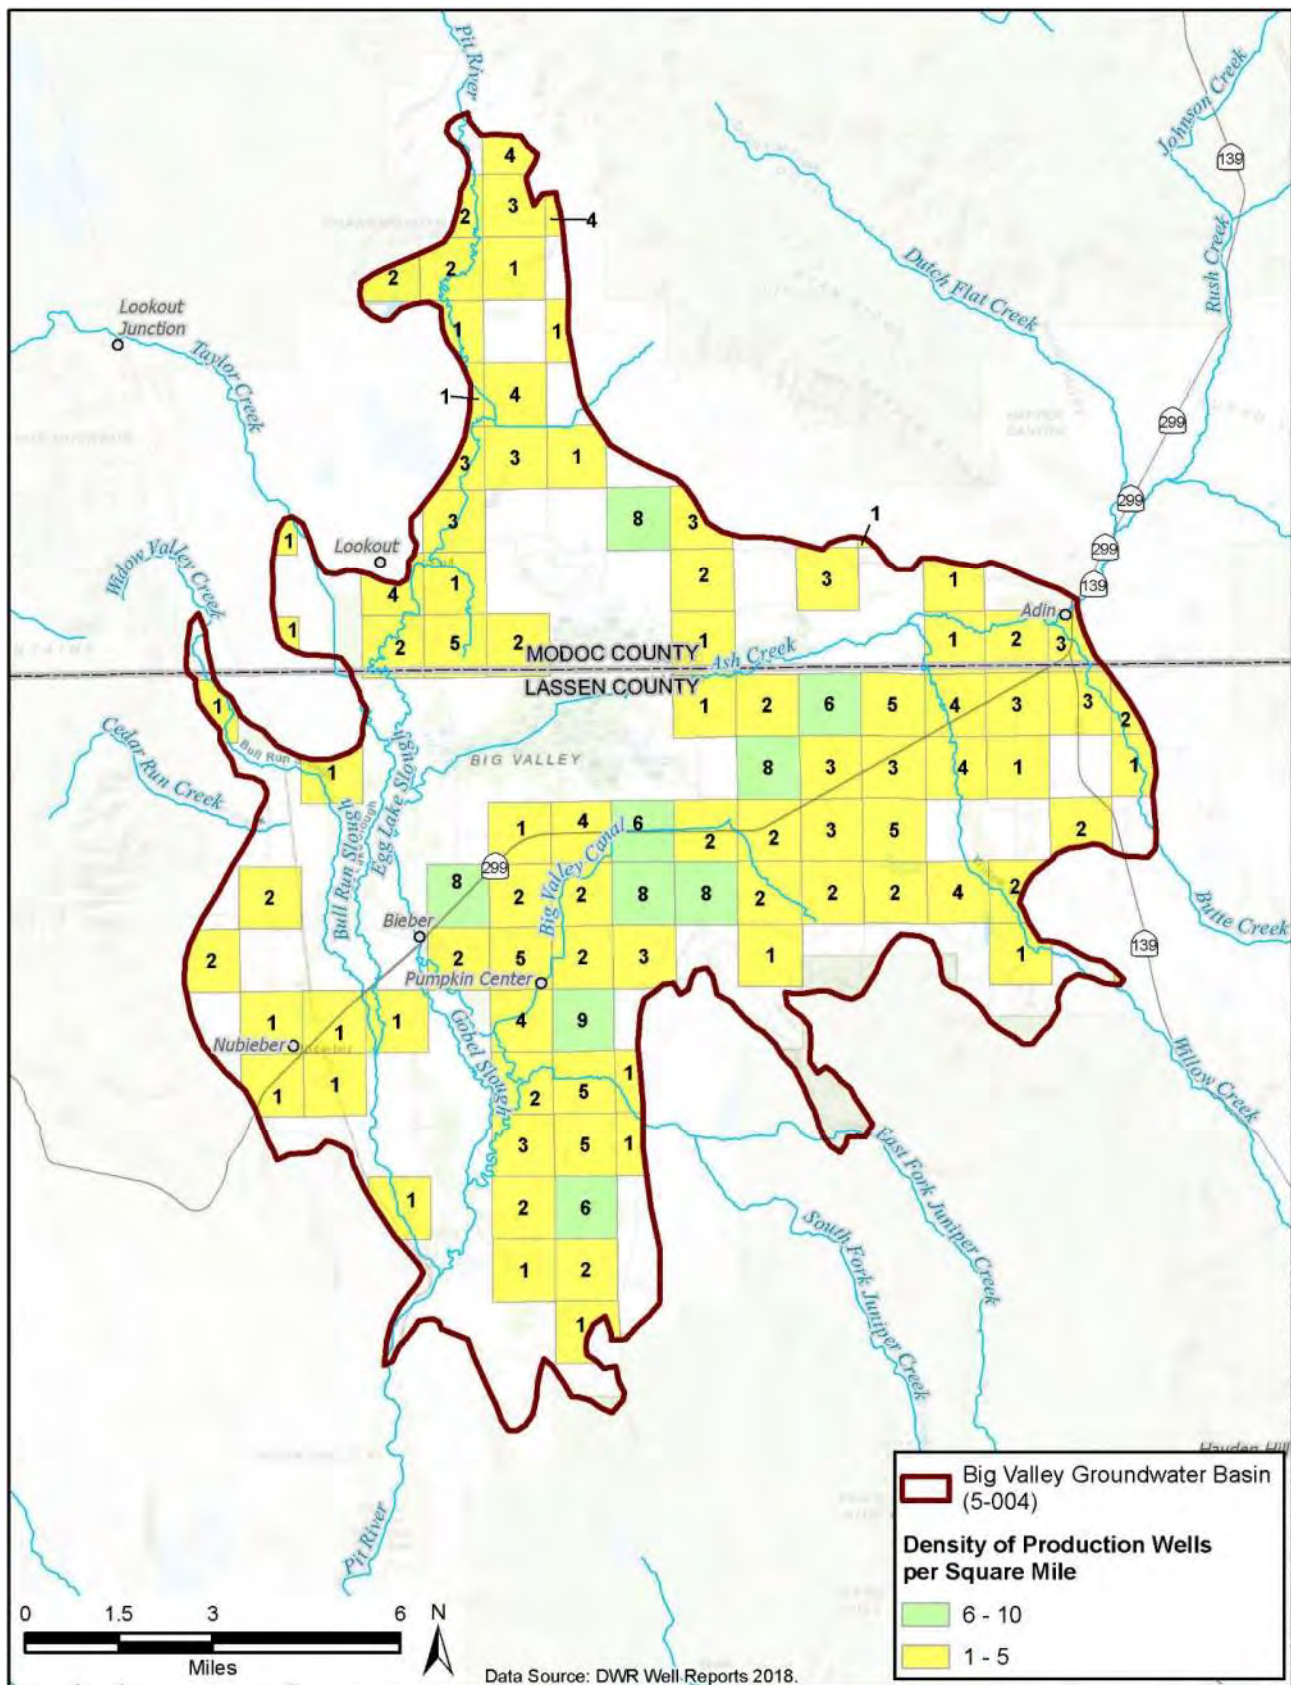 Pit River
Johnson Creek
139
4
3
2
4
Rush Creek
Dutch Flat Creek
2
2
1
Lookout
Junction
Taylor Creek
1
1
1
4
299
3
3
1
299
3
8
3
1
299
1
Lookout
Widow Valley Creek
4
1
2
3
1
139
Adin
1
2
5
2
1
1
2
3
MODOC COUNTY
Ash Creek
LASSEN COUNTY
1
1
2
6
5
4
3
3
2
Cedar Run Creek
Bun Run S
1
BIG VALLEY
8
3
3
4
1
1
Bull Run Slough
Egg Lake Slough
1
4
6
2
2
3
5
2
Big Valley Canal
299
2
8
2
2
8
8
2
2
2
4
2
Butte Creek
Bieber
2
2
5
2
3
1
1
139
Pumpkin Center
1
1
1
4
9
Nubieber
Gobel Slough
Willow Creek
1
1
2
5
1
3
5
1
East Fork Juniper Creek
1
2
6
South Fork Juniper Creek
1
2
1
Hayden Hill
Pit River
Big Valley Groundwater Basin
(5-004)
Density of Production Wells
per Square Mile
6 - 10
1 - 5
0 1.5 3 6
Miles
N
Data Source: DWR Well Reports 2018.